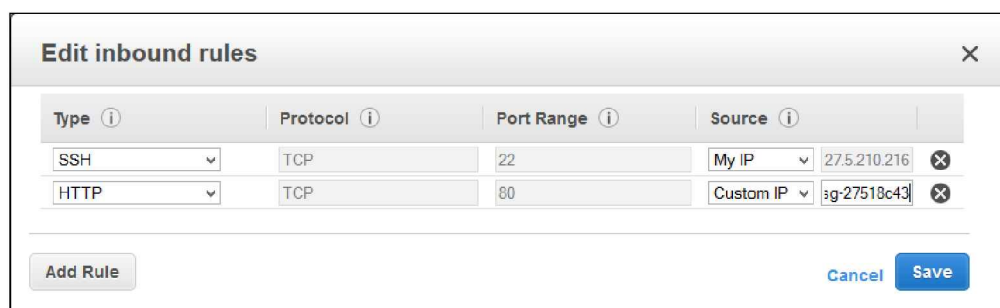 Edit inbound rules
Type Protocol Port Range Source
SSH TCP 22 My IP 27.5.210.216
HTTP TCP 80 Custom IP sg-27518c43
Add Rule Cancel Save